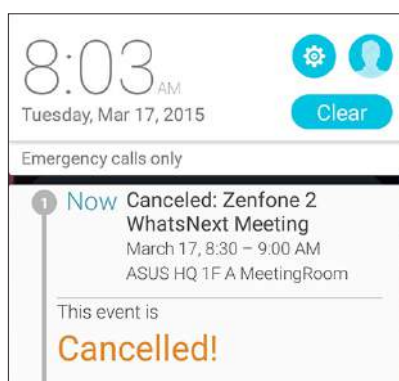 8:03 AM
Tuesday, Mar 17, 2015
Clear
Emergency calls only
1
Now Canceled: Zenfone 2
WhatsNext Meeting
March 17, 8:30 – 9:00 AM
ASUS HQ 1F A MeetingRoom
This event is
Cancelled!